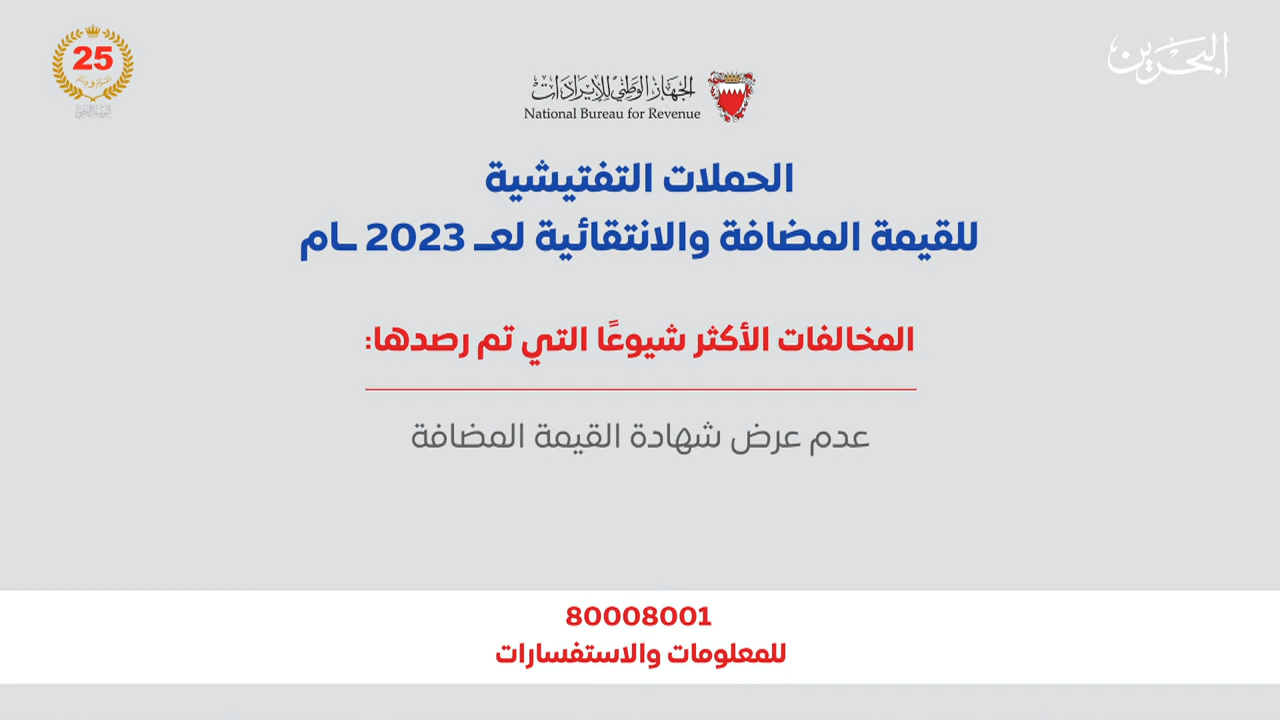 البحرين
25
الجهاز الوطني للإيرادات
National Bureau for Revenue
الحملات التفتيشية
للقيمة المضافة والانتقائية لعـ 2023 ـام
المخالفات الأكثر شيوعًا التي تم رصدها:
عدم عرض شهادة القيمة المضافة
80008001
للمعلومات والاستفسارات